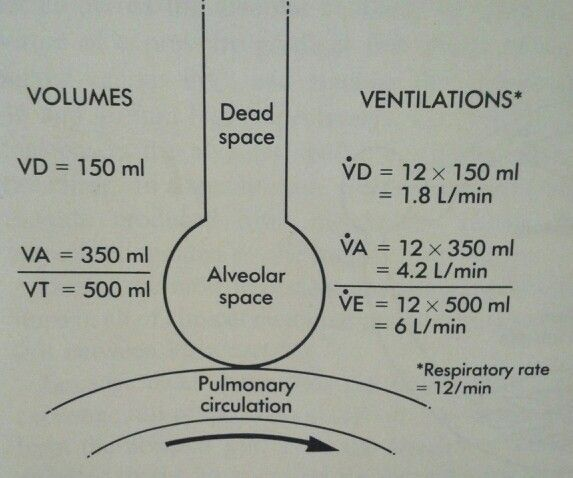 VOLUMES
VD = 150 ml
VA = 350 ml
VT = 500 ml
Dead
space
Alveolar
space
Pulmonary
circulation
VENTILATIONS*
V̇D = 12 × 150 ml
= 1.8 L/min
V̇A = 12 × 350 ml
= 4.2 L/min
V̇E = 12 × 500 ml
= 6 L/min
*Respiratory rate
= 12/min